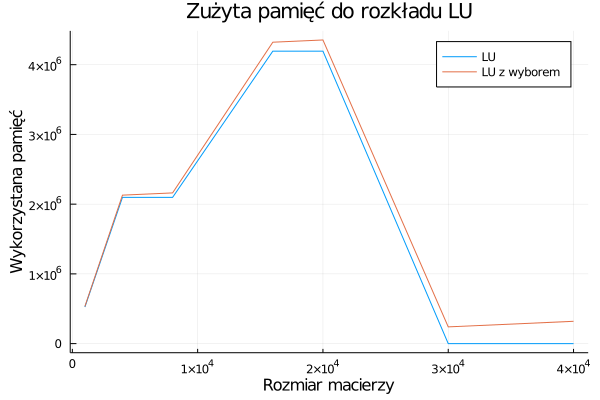 Zużyta pamięć do rozkładu LU
LU
LU z wyborem
Wykorzystana pamięć
4×10⁶
3×10⁶
2×10⁶
1×10⁶
0
0 1×10⁴ 2×10⁴ 3×10⁴ 4×10⁴
Rozmiar macierzy